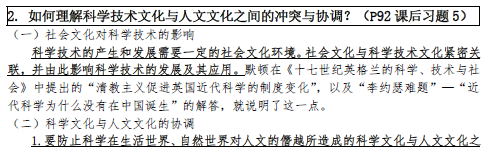 2. 如何理解科学技术文化与人文文化之间的冲突与协调？（P92 课后习题 5）
（一）社会文化对科学技术的影响
科学技术的产生和发展需要一定的社会文化环境。社会文化与科学技术文化紧密关
联，并由此影响科学技术的发展及其应用。默顿在《十七世纪英格兰的科学、技术与社
会》中提出的“清教主义促进英国近代科学的制度变化”，以及“李约瑟难题”—“近
代科学为什么没有在中国诞生”的解答，就说明了这一点。
（二）科学文化与人文文化的协调
1.要防止科学在生活世界、自然世界对人文的僭越所造成的科学文化与人文文化之